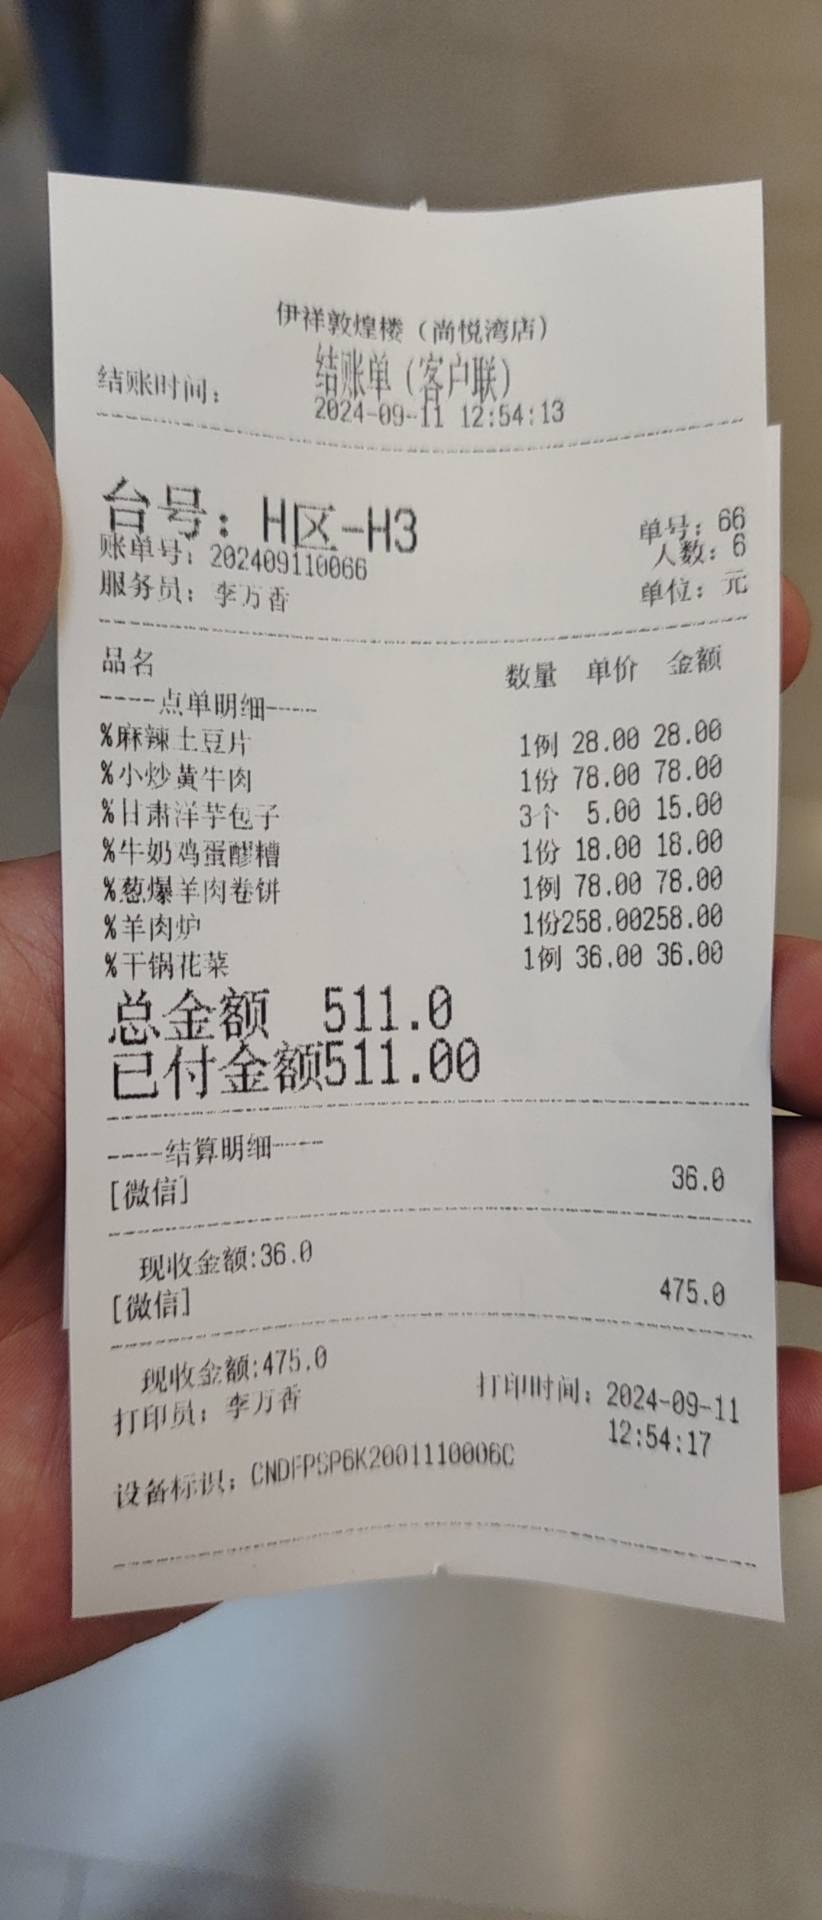 伊祥敦煌楼（尚悦湾店）
结账单（客户联）
结账时间： 2024-09-11 12:54:13
台号：H区-H3
单号：66
账单号：202409110066
人数：6
服务员：李万香
单位：元
品名 数量 单价 金额
-----点单明细-----
%麻辣土豆片 1例 28.00 28.00
%小炒黄牛肉 1份 78.00 78.00
%甘肃洋芋包子 3个 5.00 15.00
%牛奶鸡蛋醪糟 1份 18.00 18.00
%葱爆羊肉卷饼 1例 78.00 78.00
%羊肉炉 1份258.00258.00
%干锅花菜 1例 36.00 36.00
总金额 511.0
已付金额511.00
-----结算明细-----
[微信] 36.0
现收金额:36.0
[微信] 475.0
现收金额:475.0
打印员：李万香 打印时间：2024-09-11
12:54:17
设备标识：CNDFPSP6K2001110006C